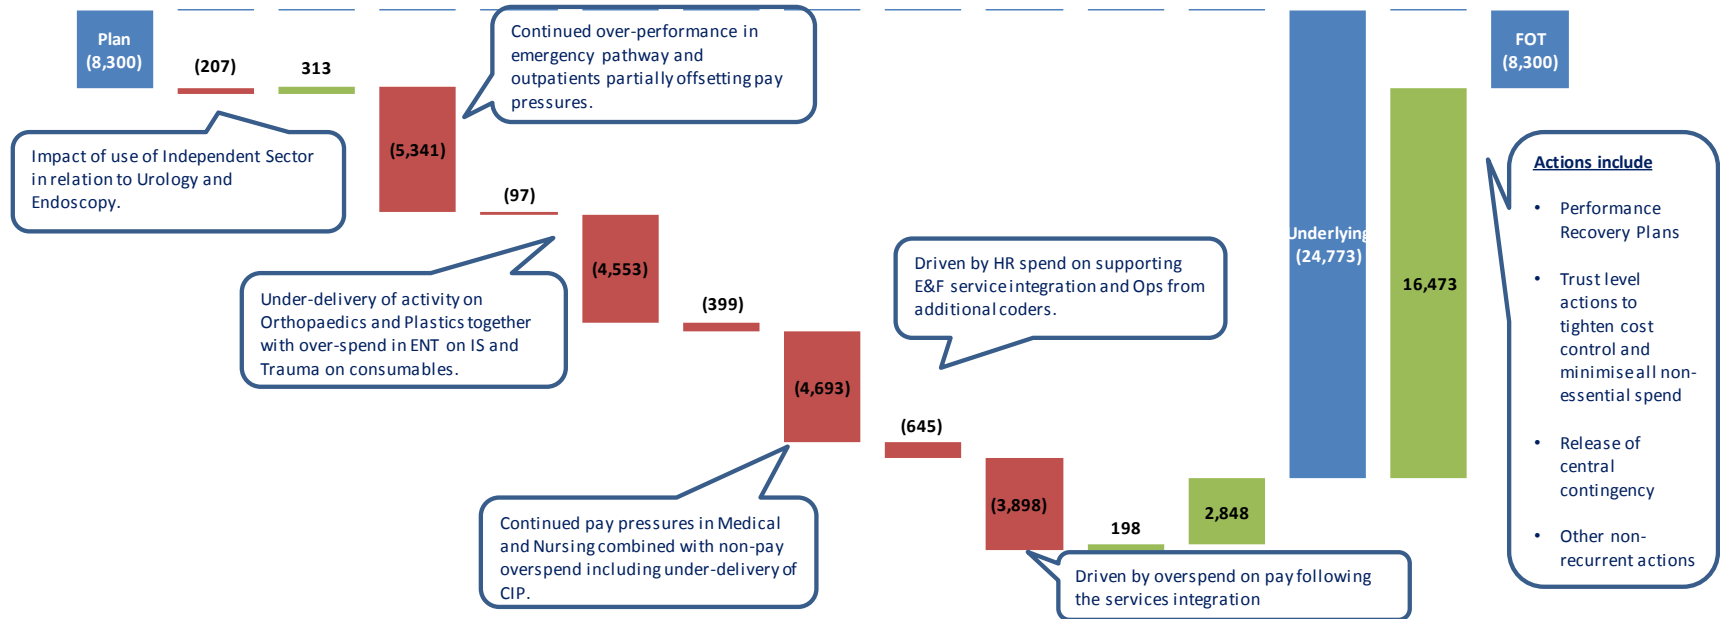 Plan
(8,300)
(207)
313
Continued over-performance in
emergency pathway and
outpatients partially offsetting pay
pressures.
FOT
(8,300)
Impact of use of Independent Sector
in relation to Urology and
Endoscopy.
(5,341)
(97)
Under-delivery of activity on
Orthopaedics and Plastics together
with over-spend in ENT on IS and
Trauma on consumables.
(4,553)
(399)
Driven by HR spend on supporting
E&F service integration and Ops from
additional coders.
Underlying
(24,773)
16,473
Actions include
• Performance
Recovery Plans
• Trust level
actions to
tighten cost
control and
minimise all non-
essential spend
• Release of
central
contingency
• Other non-
recurrent actions
(4,693)
(645)
Continued pay pressures in Medical
and Nursing combined with non-pay
overspend including under-delivery of
CIP.
(3,898)
198
2,848
Driven by overspend on pay following
the services integration